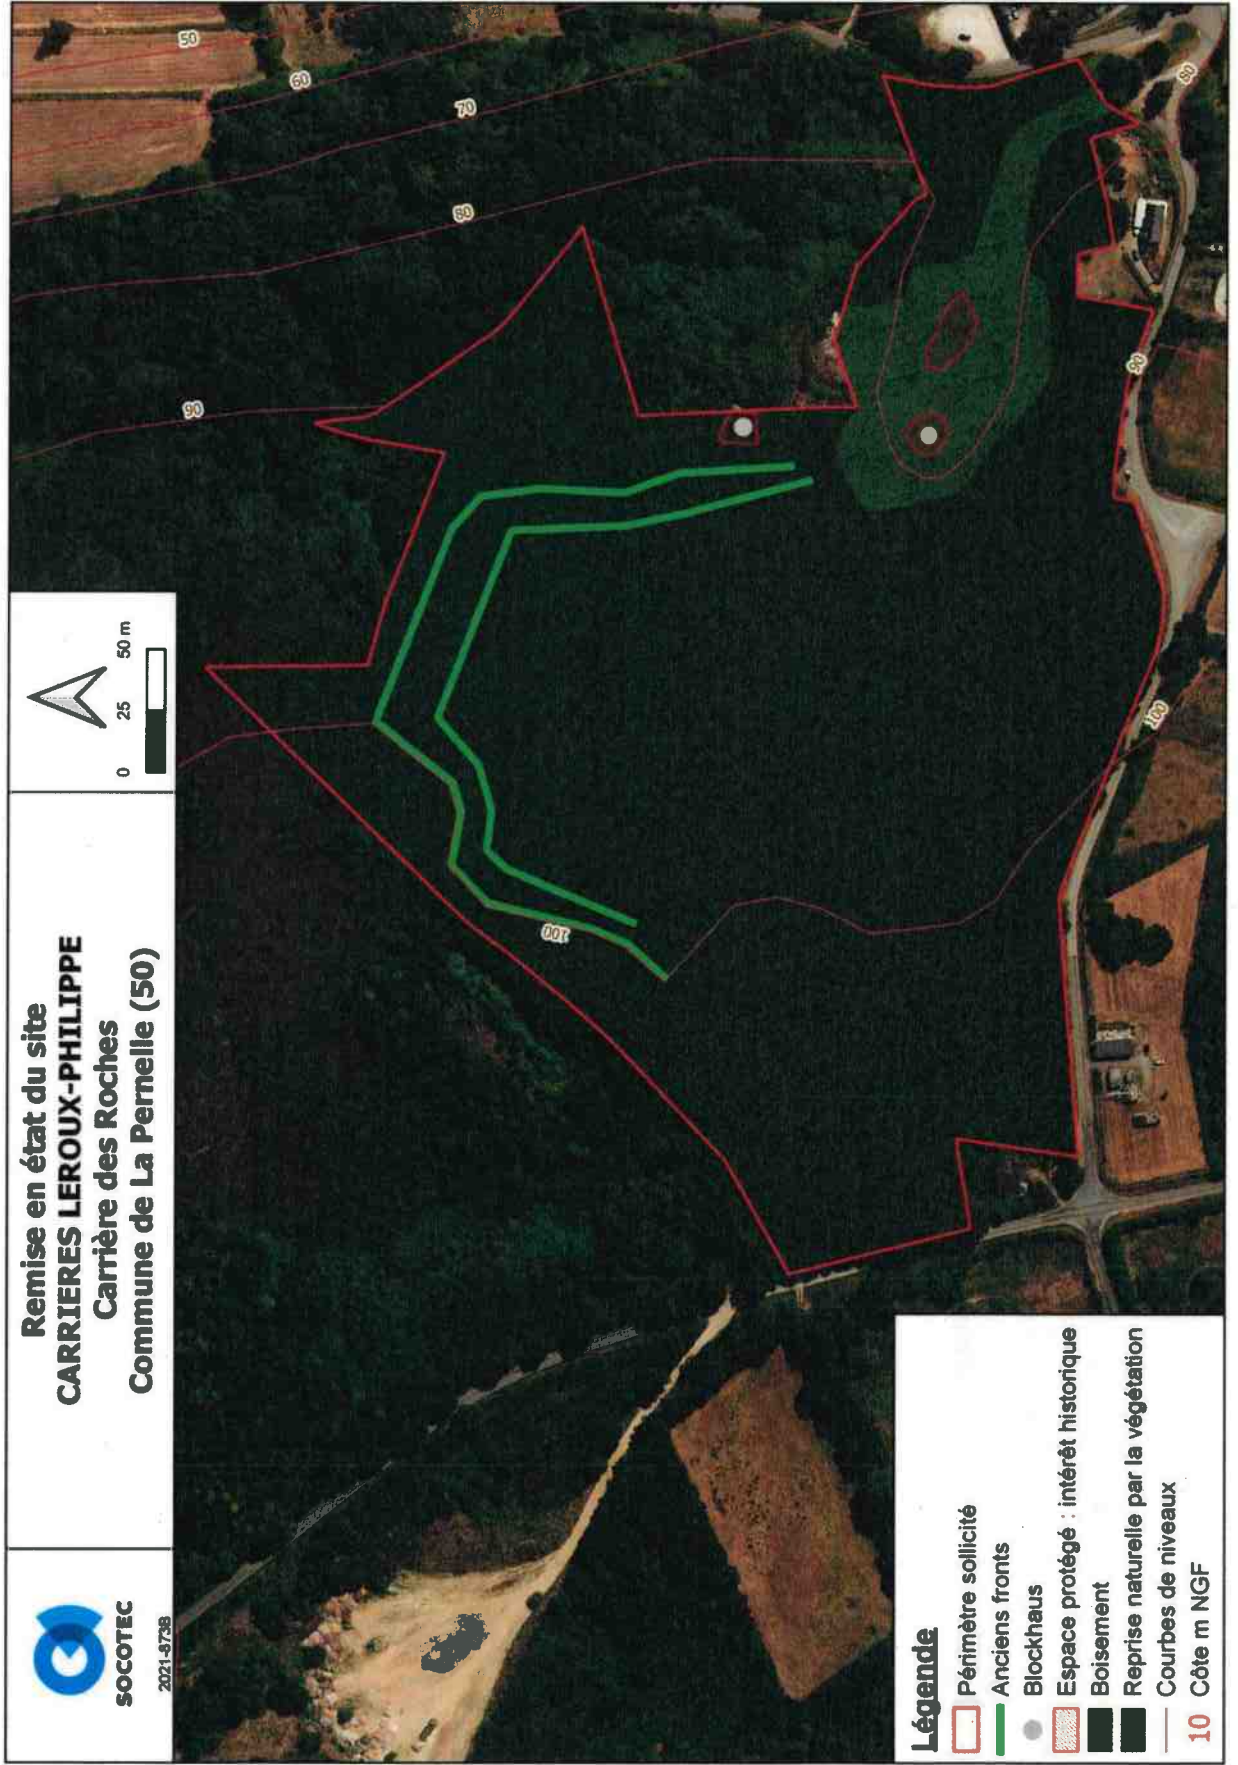 SOCOTEC
2021-8738
Remise en état du site
CARRIERES LEROUX-PHILIPPE
Carrière des Roches
Commune de La Pernelle (50)
0 25 50 m
50
60
70
80
90
100
80
90
100
Légende
Périmètre sollicité
Anciens fronts
Blockhaus
Espace protégé : intérêt historique
Boisement
Reprise naturelle par la végétation
Courbes de niveaux
10 Côte m NGF